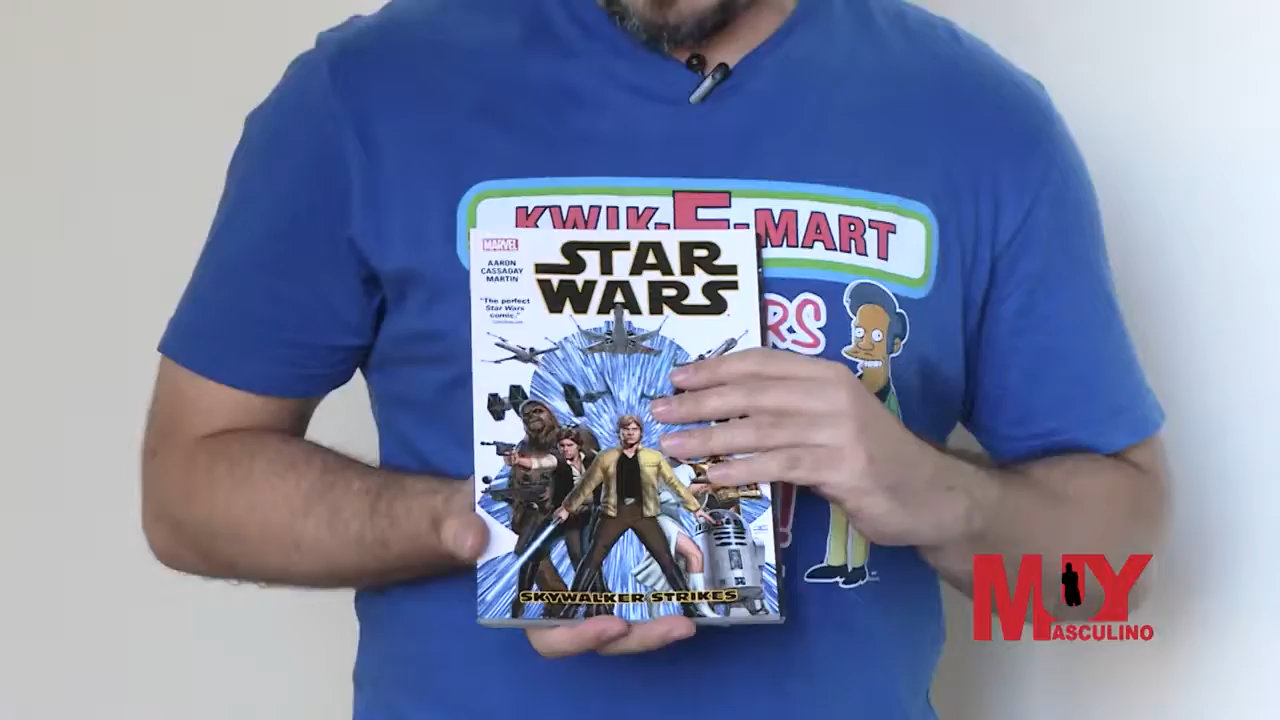 KWIK-E-MART
RS
MARVEL
AARON
CASSADAY
MARTIN
"The perfect
Star Wars
comic."
STAR
WARS
SKYWALKER STRIKES
MUY
MASCULINO